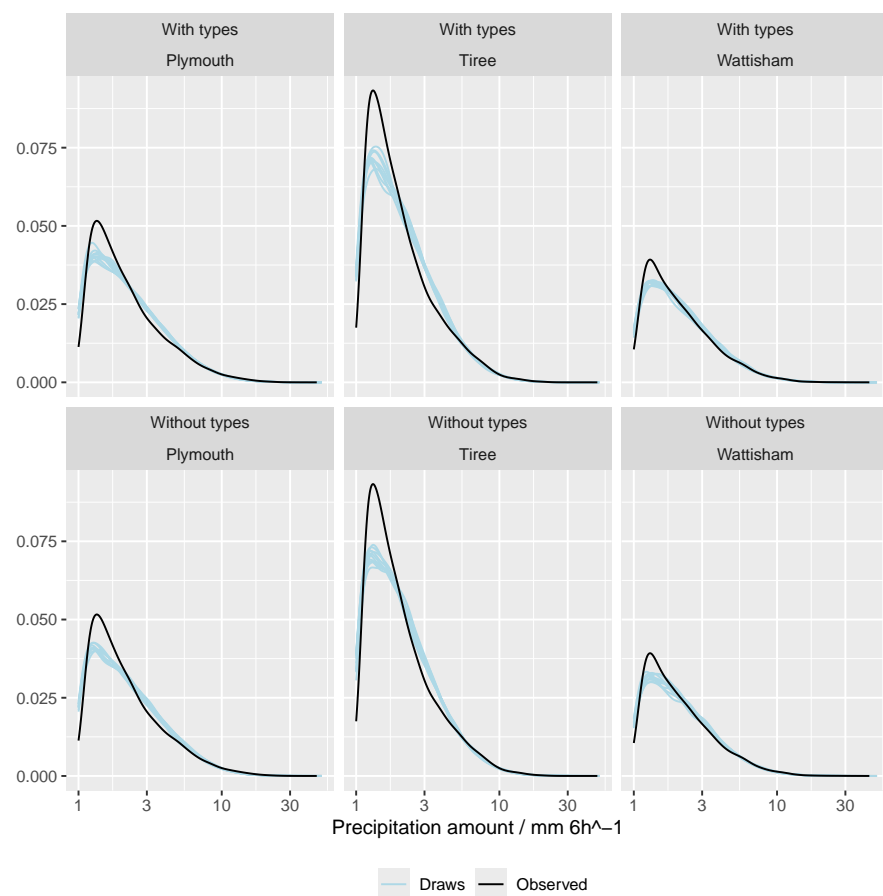 With types With types With types
Plymouth Tiree Wattisham
0.075
0.050
0.025
0.000
Without types Without types Without types
Plymouth Tiree Wattisham
0.075
0.050
0.025
0.000
1 3 10 30 1 3 10 30 1 3 10 30
Precipitation amount / mm 6h^−1
Draws Observed